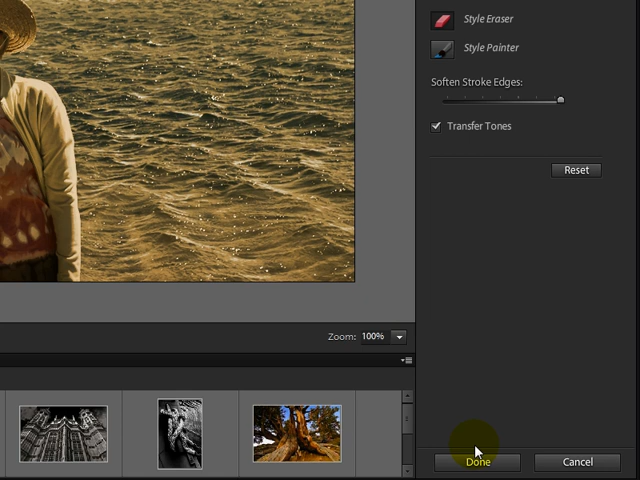 Style Eraser
Style Painter
Soften Stroke Edges:
Transfer Tones
Reset
Zoom: 100%
Done
Cancel